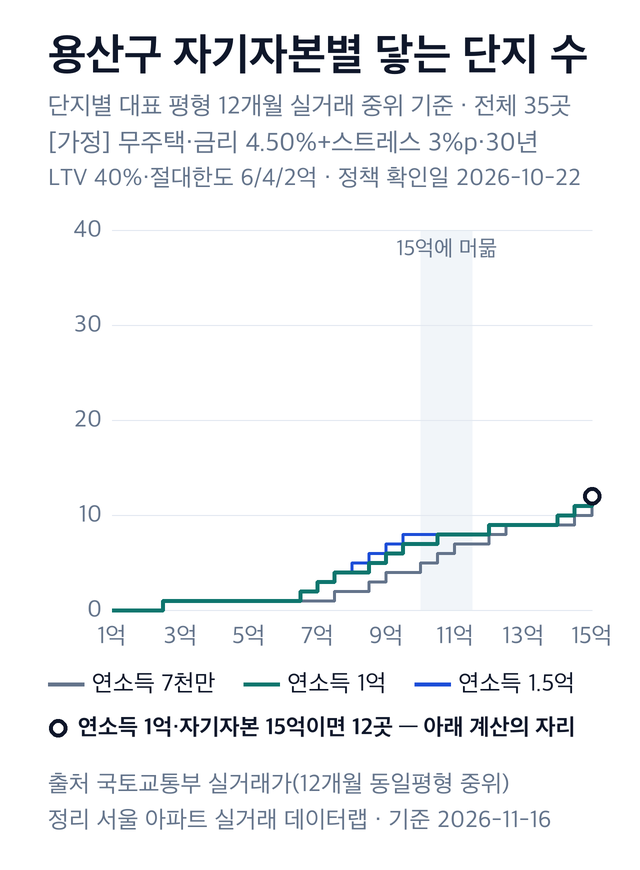 용산구 자기자본별 닿는 단지 수
단지별 대표 평형 12개월 실거래 중위 기준 · 전체 35곳
[가정] 무주택·금리 4.50%+스트레스 3%p·30년
LTV 40%·절대한도 6/4/2억 · 정책 확인일 2026-10-22
40
15억에 머묾
30
20
10
0
1억 3억 5억 7억 9억 11억 13억 15억
연소득 7천만 연소득 1억 연소득 1.5억
연소득 1억·자기자본 15억이면 12곳 — 아래 계산의 자리
출처 국토교통부 실거래가(12개월 동일평형 중위)
정리 서울 아파트 실거래 데이터랩 · 기준 2026-11-16